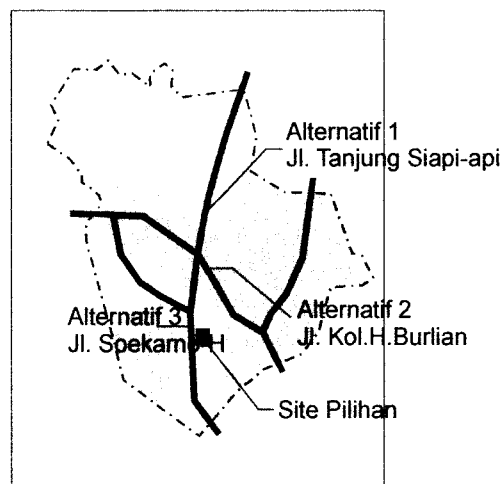 Alternatif 1
Jl. Tanjung Siapi-api
Alternatif 2
Jl. Kol.H.Burlian
Alternatif 3
Jl. Soekarno H
Site Pilihan